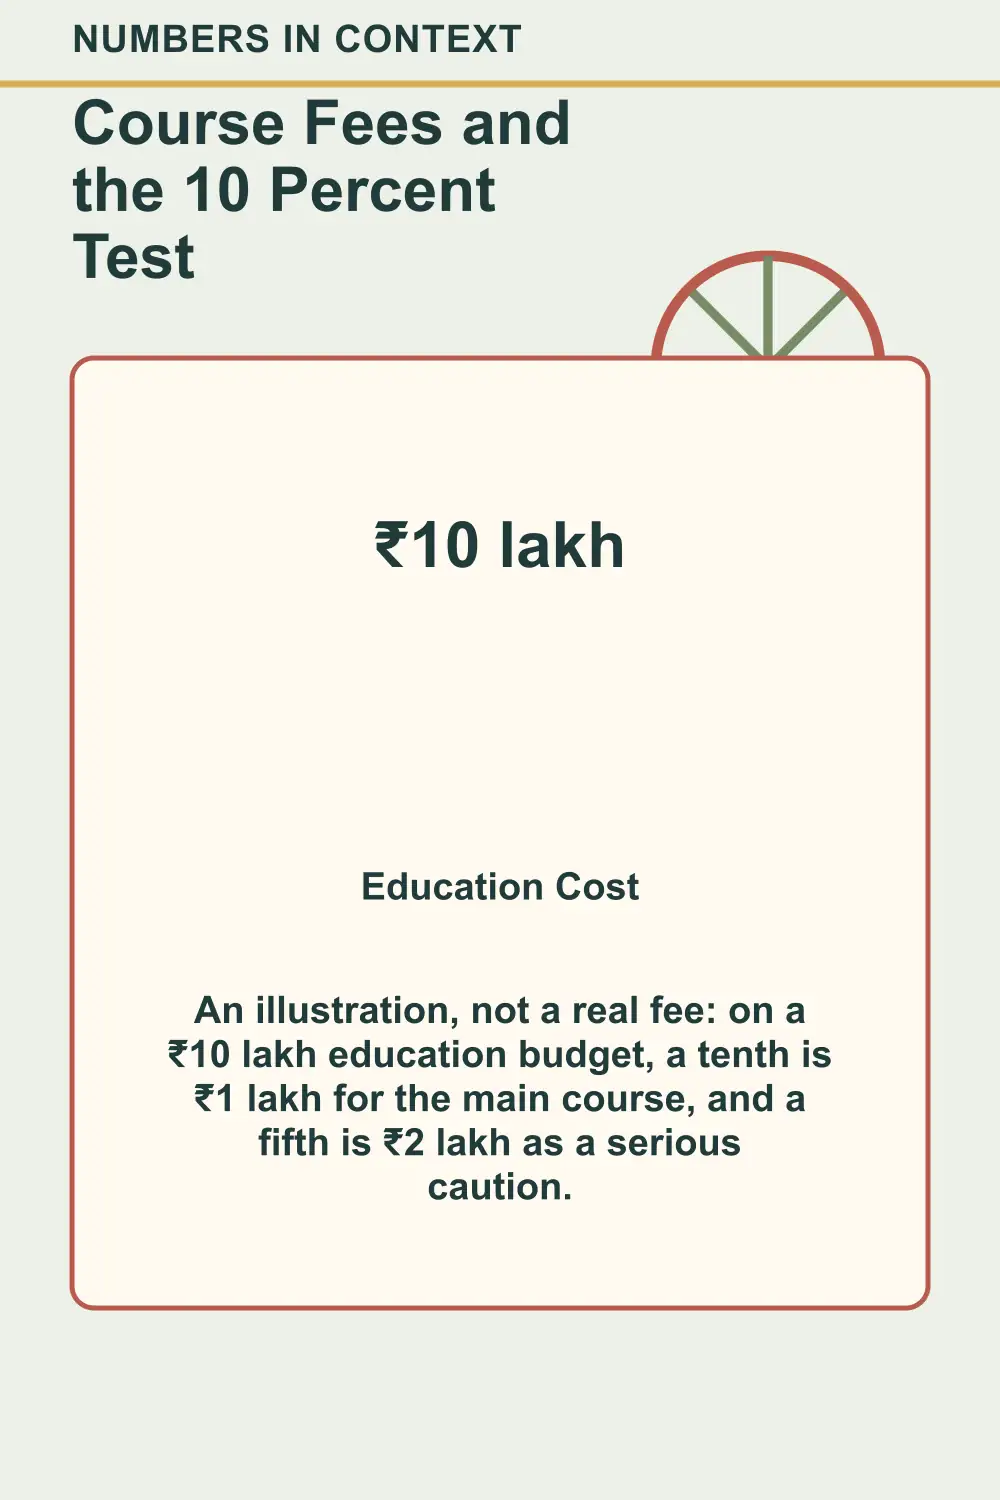 NUMBERS IN CONTEXT
Course Fees and
the 10 Percent
Test
₹10 lakh
Education Cost
An illustration, not a real fee: on a
₹10 lakh education budget, a tenth is
₹1 lakh for the main course, and a
fifth is ₹2 lakh as a serious
caution.